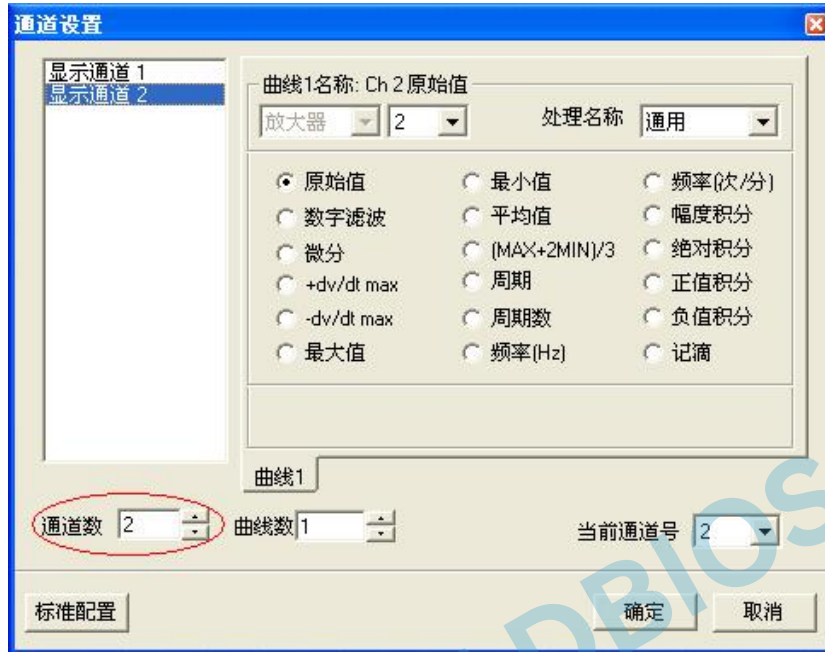 通道设置
显示通道 1
显示通道 2
曲线1名称: Ch 2原始值
放大器 2 处理名称 通用
原始值 最小值 频率(次/分)
数字滤波 平均值 幅度积分
微分 (MAX+2MIN)/3 绝对积分
+dv/dt max 周期 正值积分
-dv/dt max 周期数 负值积分
最大值 频率(Hz) 记滴
曲线1
通道数 2 曲线数 1 当前通道号 2
标准配置 确定 取消
DBIOS